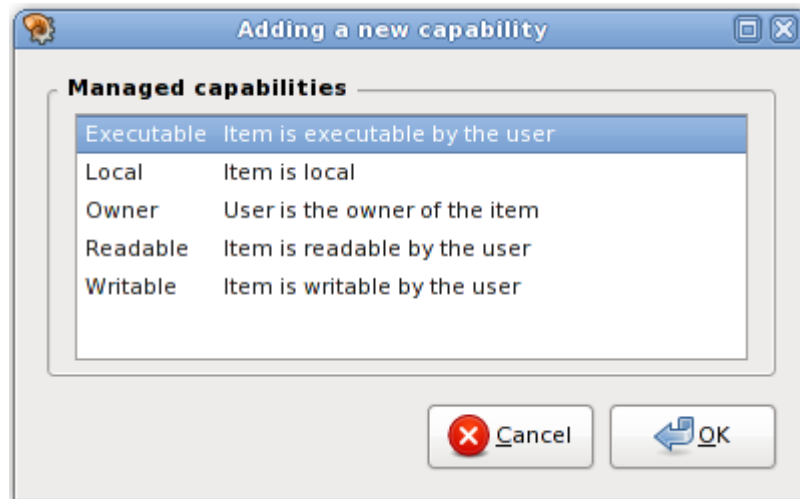 Adding a new capability
Managed capabilities
Executable Item is executable by the user
Local Item is local
Owner User is the owner of the item
Readable Item is readable by the user
Writable Item is writable by the user
Cancel OK